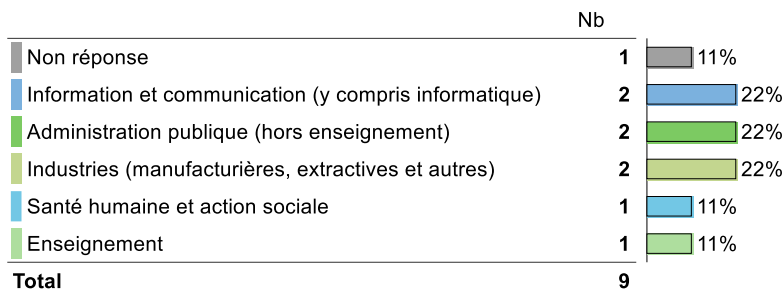 Nb
Non réponse 1 11%
Information et communication (y compris informatique) 2 22%
Administration publique (hors enseignement) 2 22%
Industries (manufacturières, extractives et autres) 2 22%
Santé humaine et action sociale 1 11%
Enseignement 1 11%
Total 9